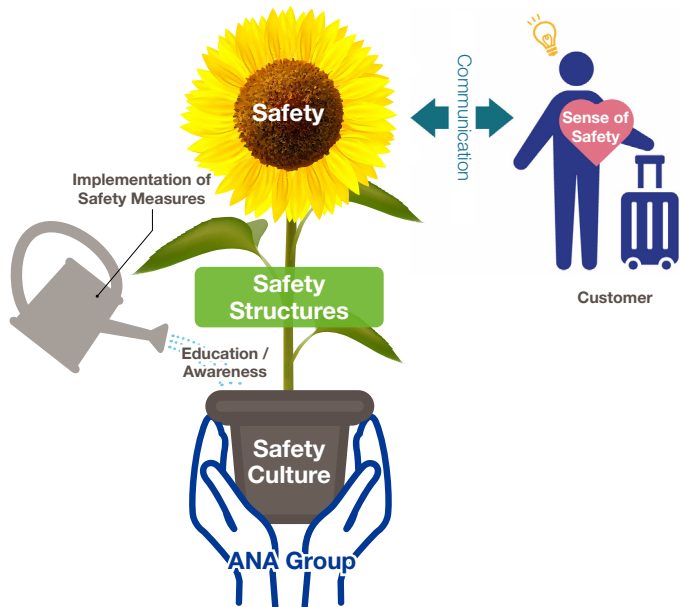 Safety
Communication
Sense of
Safety
Implementation of
Safety Measures
Safety
Structures
Customer
Education /
Awareness
Safety
Culture
ANA Group